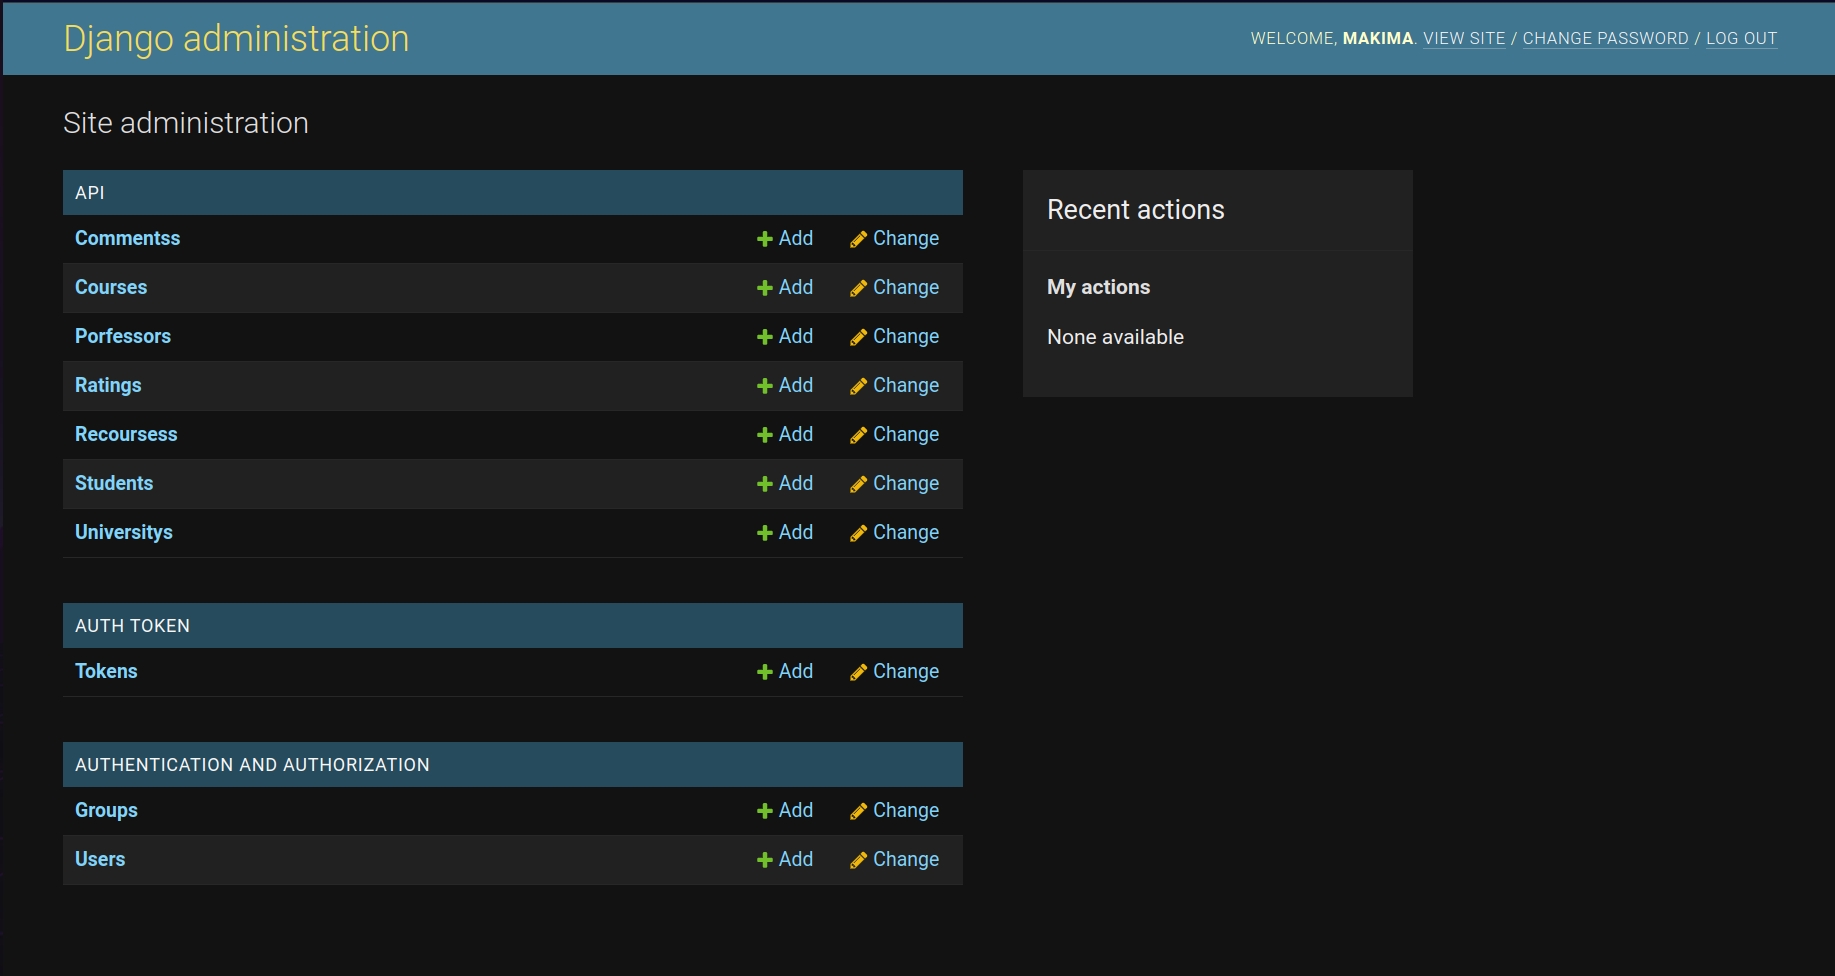 Django administration
WELCOME, MAKIMA. VIEW SITE / CHANGE PASSWORD / LOG OUT
Site administration
API
Commentss Add Change
Courses Add Change
Porfessors Add Change
Ratings Add Change
Recoursess Add Change
Students Add Change
Universitys Add Change
AUTH TOKEN
Tokens Add Change
AUTHENTICATION AND AUTHORIZATION
Groups Add Change
Users Add Change
Recent actions
My actions
None available